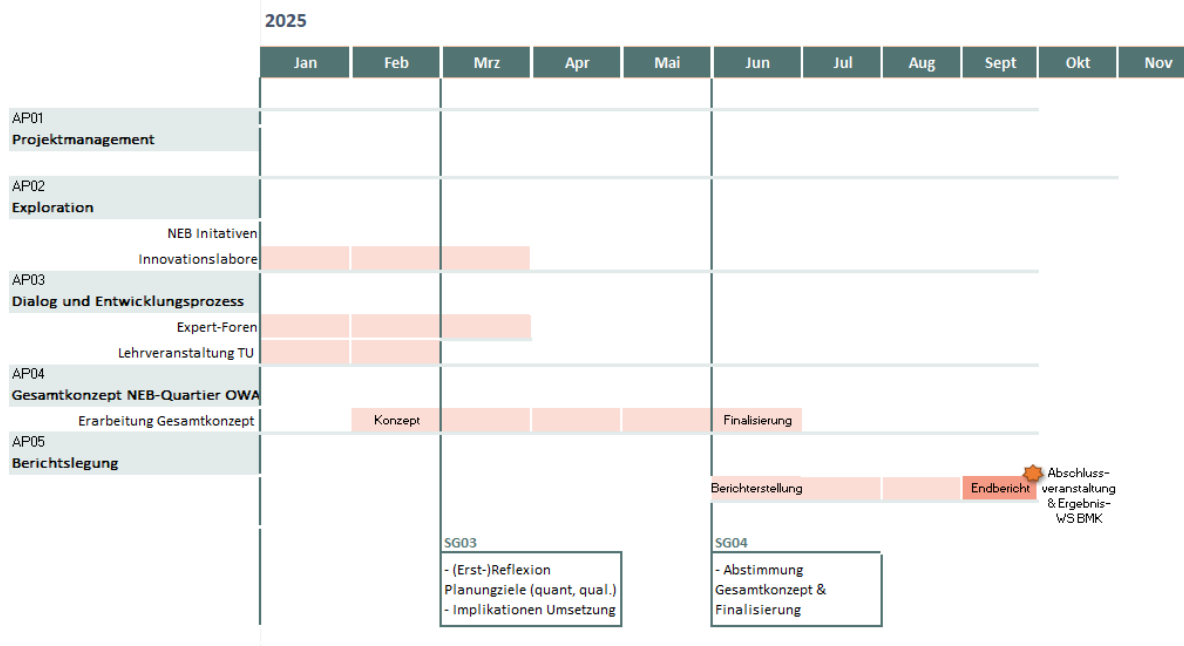 2025
Jan Feb Mrz Apr Mai Jun Jul Aug Sept Okt Nov
AP01
Projektmanagement
AP02
Exploration
NEB Initativen
Innovationslabore
AP03
Dialog und Entwicklungsprozess
Expert-Foren
Lehrveranstaltung TU
AP04
Gesamtkonzept NEB-Quartier OWA
Erarbeitung Gesamtkonzept Konzept Finalisierung
AP05
Berichtslegung
Berichterstellung Endbericht
Abschluss-
veranstaltung
& Ergebnis-
WS BMK
SG03
- (Erst-)Reflexion
Planungziele (quant, qual.)
- Implikationen Umsetzung
SG04
- Abstimmung
Gesamtkonzept &
Finalisierung